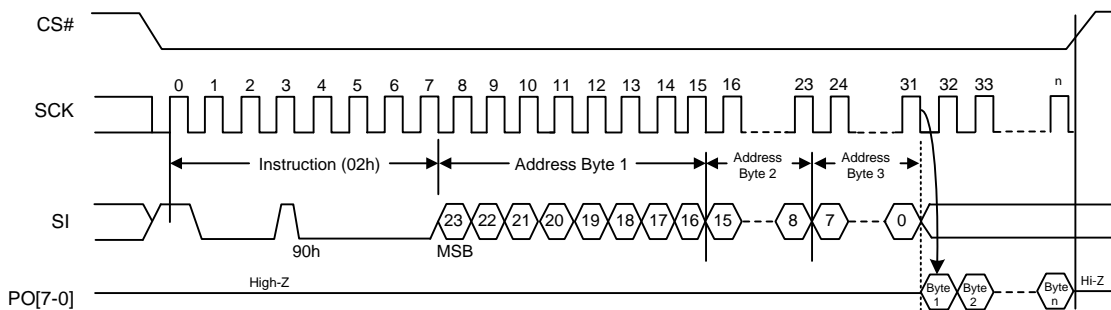 CS#
0 1 2 3 4 5 6 7 8 9 10 11 12 13 14 15 16 23 24 31 32 33 n
SCK
Instruction (02h) Address Byte 1 Address Byte 2 Address Byte 3
SI
23 22 21 20 19 18 17 16 15 8 7 0
90h MSB
PO[7-0]
High-Z
Byte 1 Byte 2 Byte n
Hi-Z